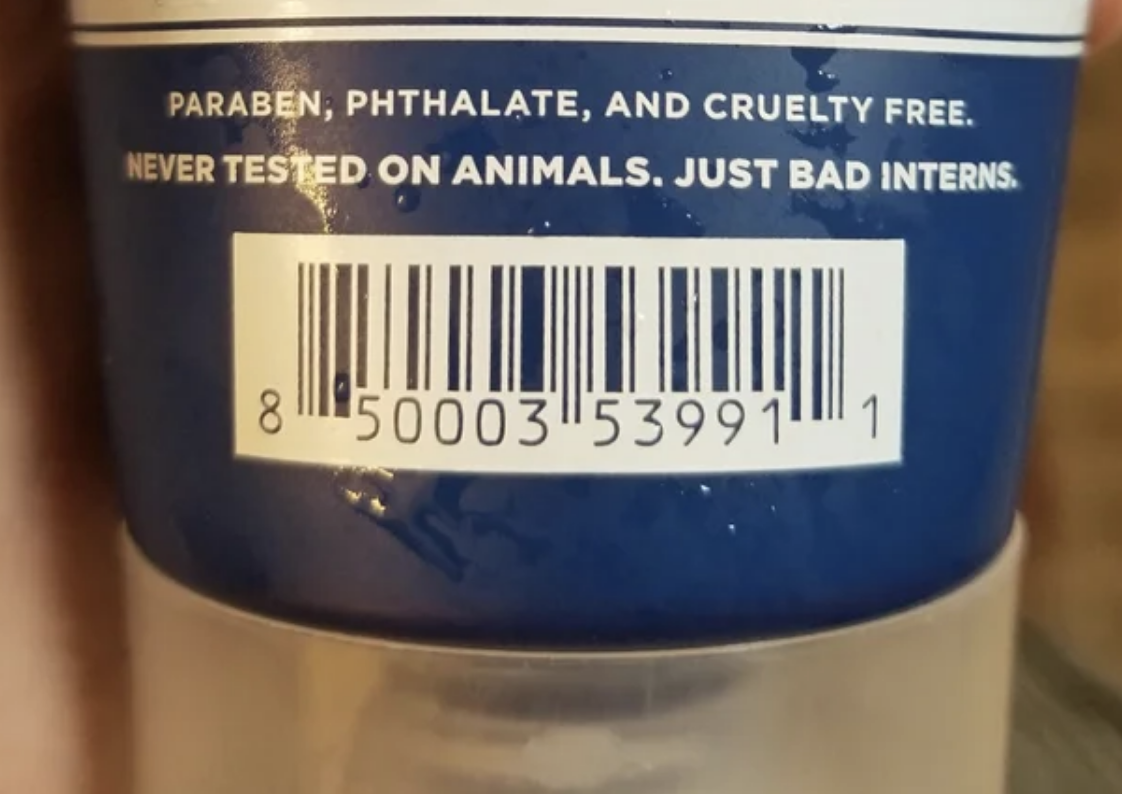 PARABEN, PHTHALATE, AND CRUELTY FREE.
NEVER TESTED ON ANIMALS. JUST BAD INTERNS.
8 50003 53991 1